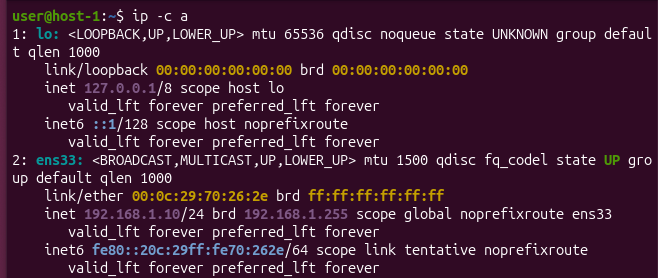 user@host-1:~$ ip -c a
1: lo: <LOOPBACK,UP,LOWER_UP> mtu 65536 qdisc noqueue state UNKNOWN group defaul
t qlen 1000
    link/loopback 00:00:00:00:00:00 brd 00:00:00:00:00:00
    inet 127.0.0.1/8 scope host lo
       valid_lft forever preferred_lft forever
    inet6 ::1/128 scope host noprefixroute
       valid_lft forever preferred_lft forever
2: ens33: <BROADCAST,MULTICAST,UP,LOWER_UP> mtu 1500 qdisc fq_codel state UP gro
up default qlen 1000
    link/ether 00:0c:29:70:26:2e brd ff:ff:ff:ff:ff:ff
    inet 192.168.1.10/24 brd 192.168.1.255 scope global noprefixroute ens33
       valid_lft forever preferred_lft forever
    inet6 fe80::20c:29ff:fe70:262e/64 scope link tentative noprefixroute
       valid_lft forever preferred_lft forever